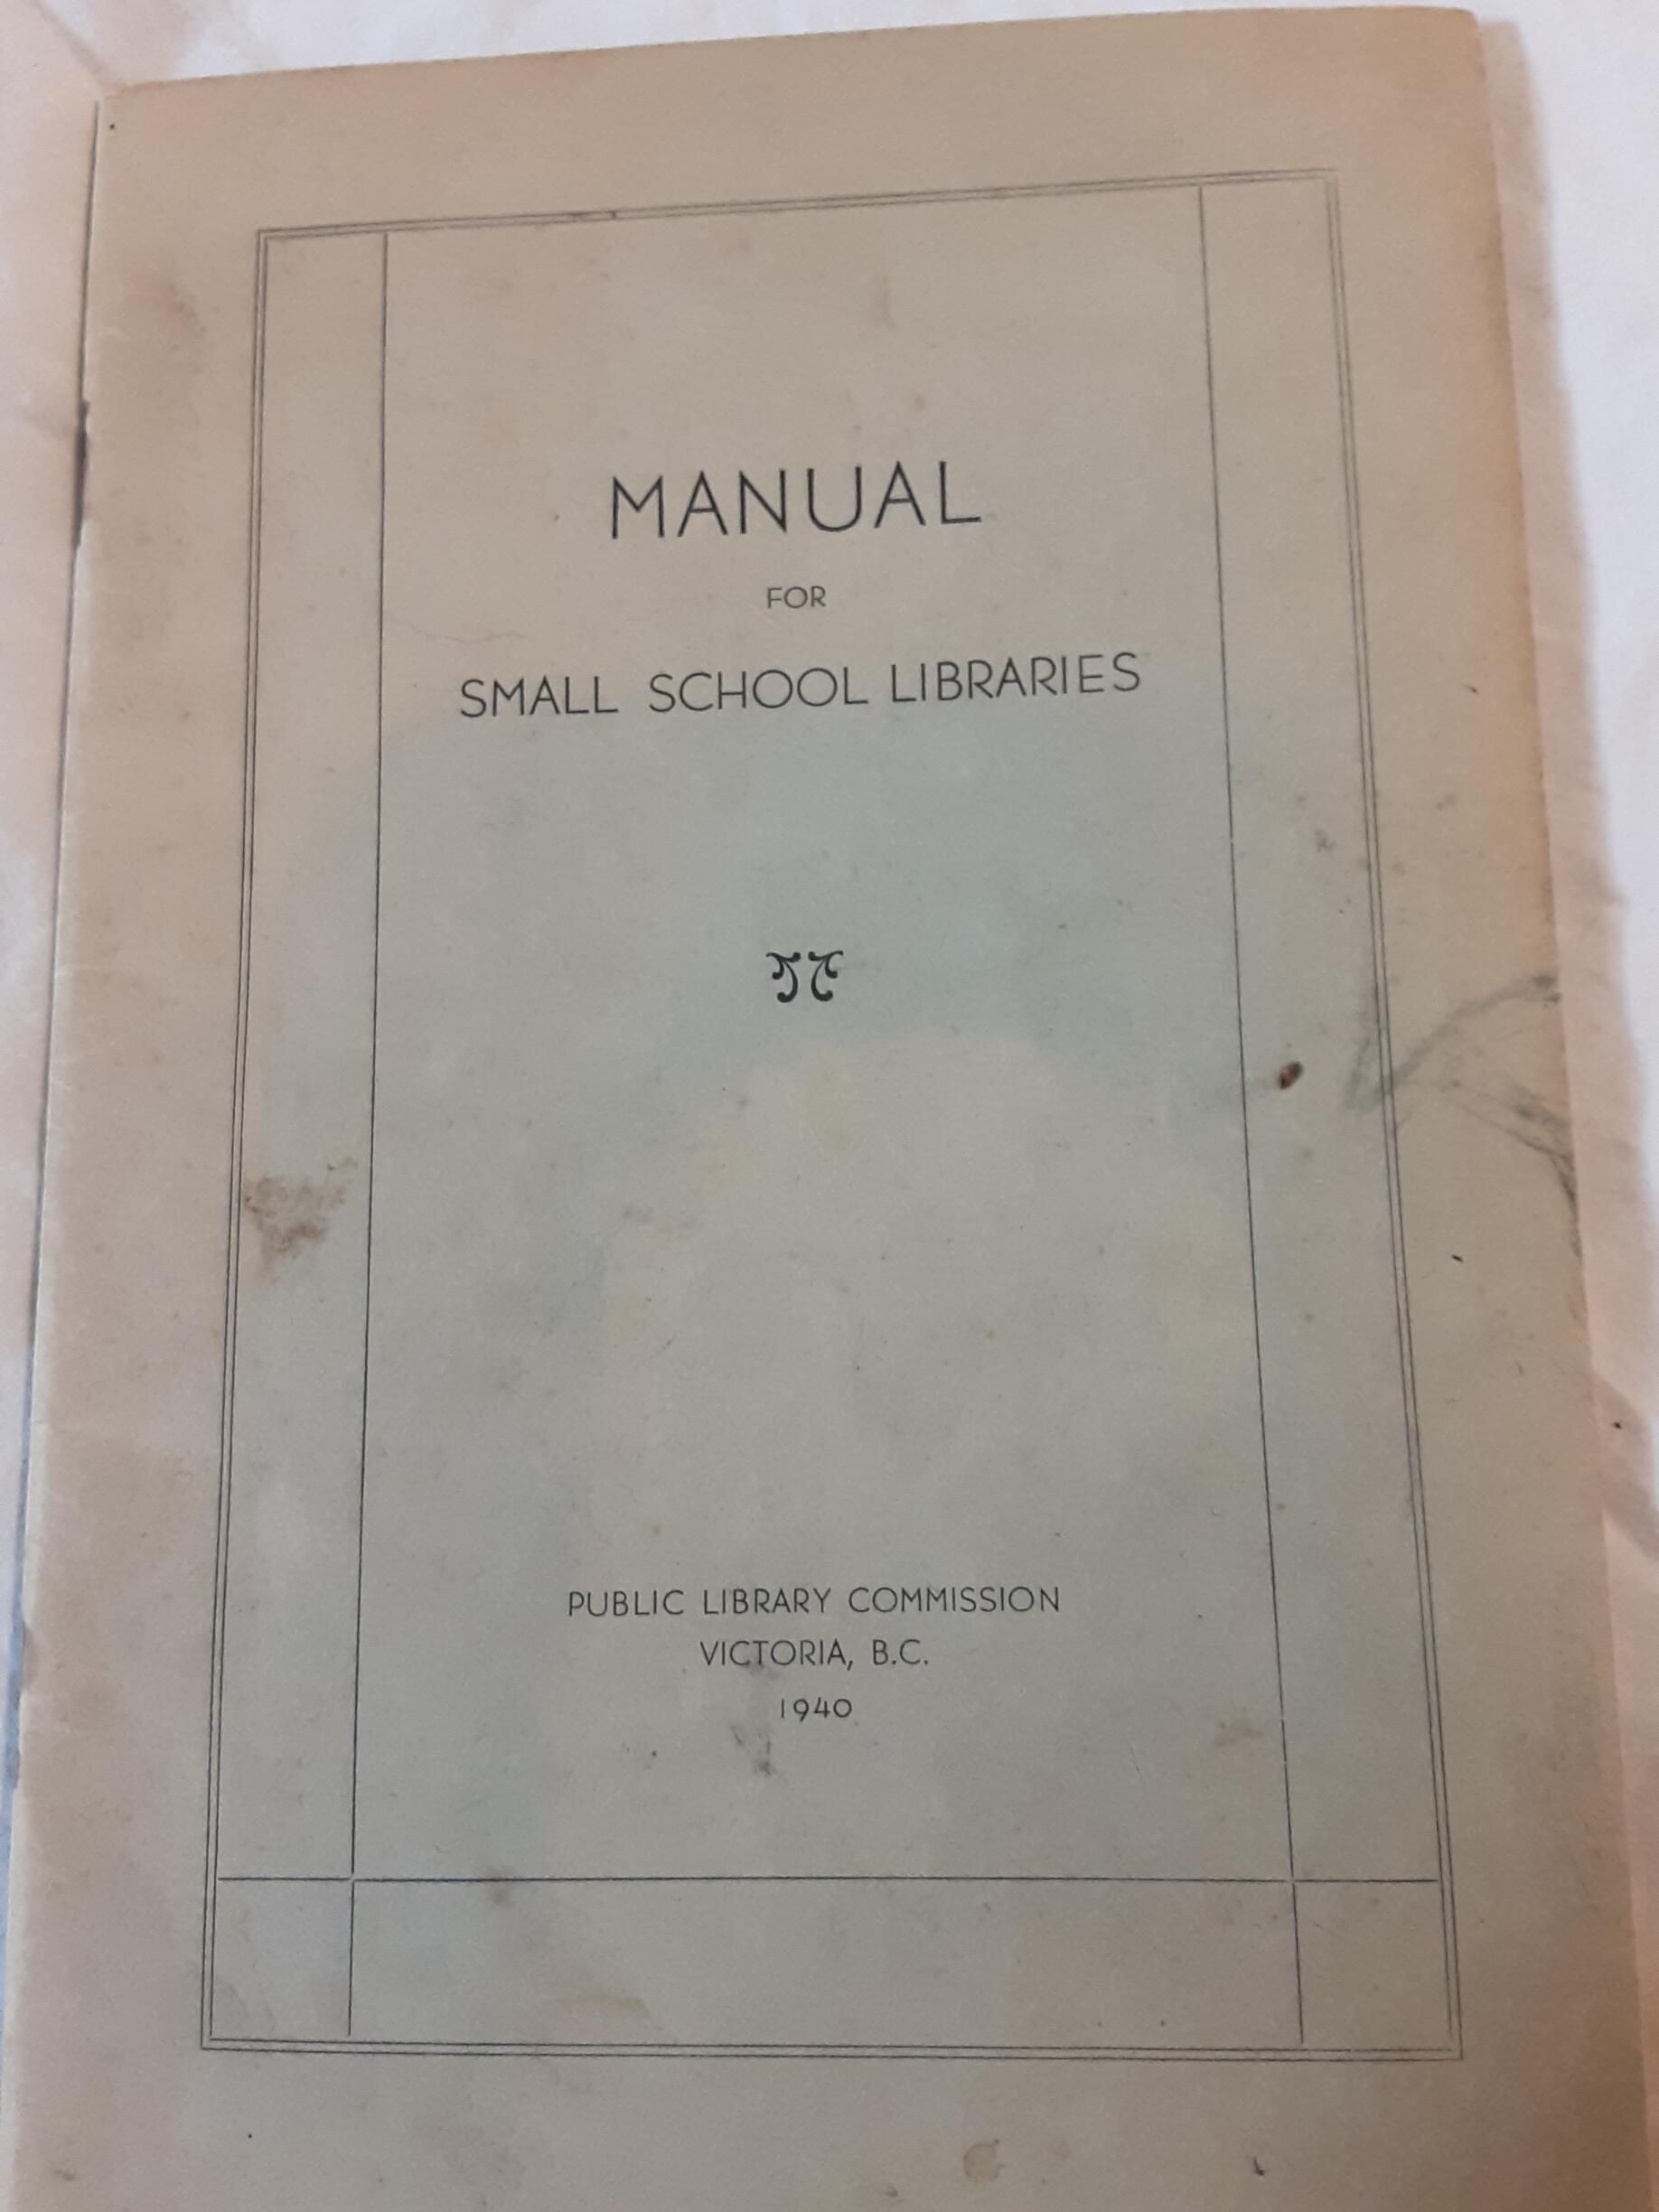 MANUAL
FOR
SMALL SCHOOL LIBRARIES
PUBLIC LIBRARY COMMISSION
VICTORIA, B.C.
1940